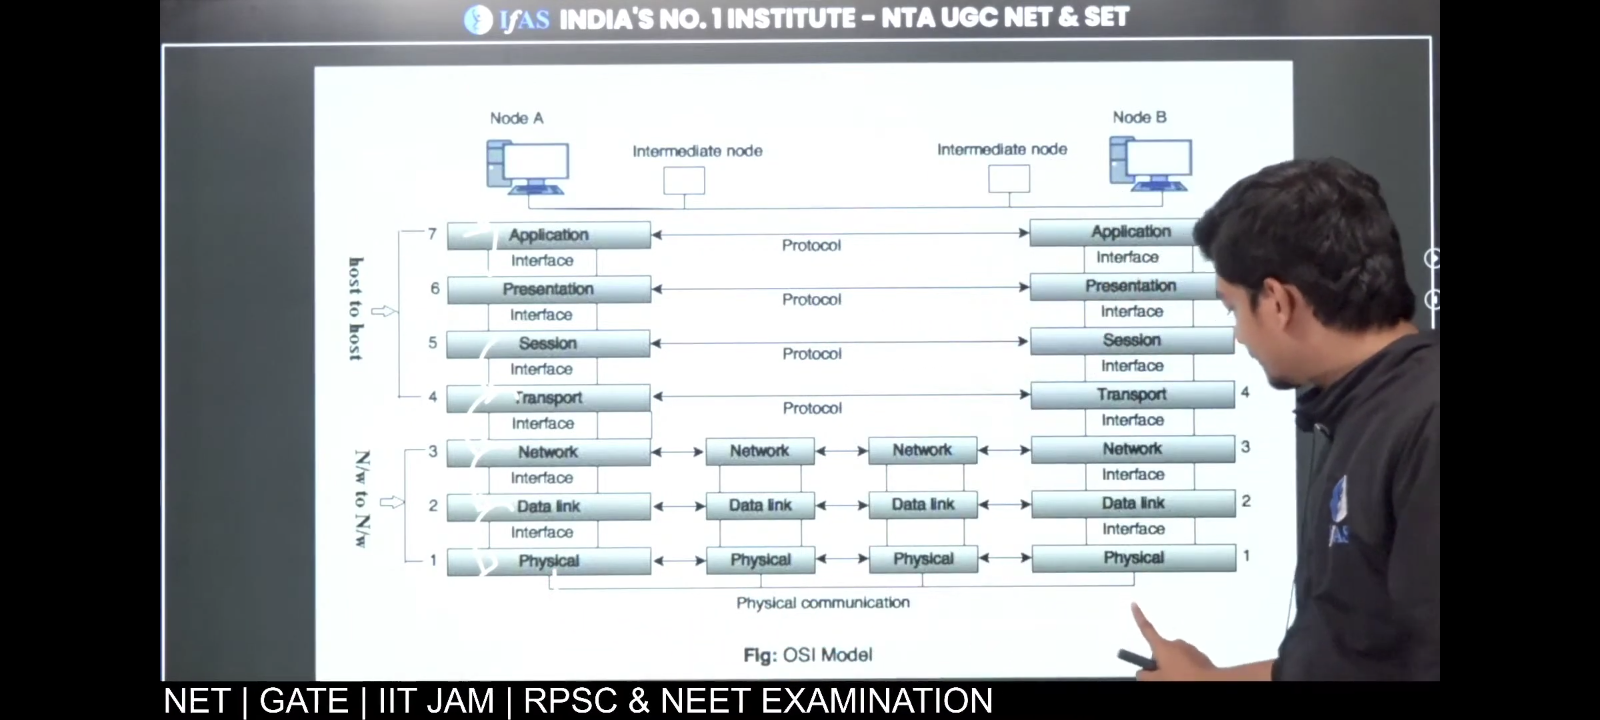 IFAS INDIA'S NO. 1 INSTITUTE – NTA UGC NET & SET
Node A
Node B
Intermediate node
Intermediate node
host to host
N/w to N/w
7 Application Protocol Application
Interface Interface
6 Presentation Protocol Presentation
Interface Interface
5 Session Protocol Session
Interface Interface
4 Transport Protocol Transport 4
Interface Interface
3 Network Network Network Network 3
Interface Interface
2 Data link Data link Data link Data link 2
Interface Interface
1 Physical Physical Physical Physical 1
Physical communication
Fig: OSI Model
IFAS
NET | GATE | IIT JAM | RPSC & NEET EXAMINATION